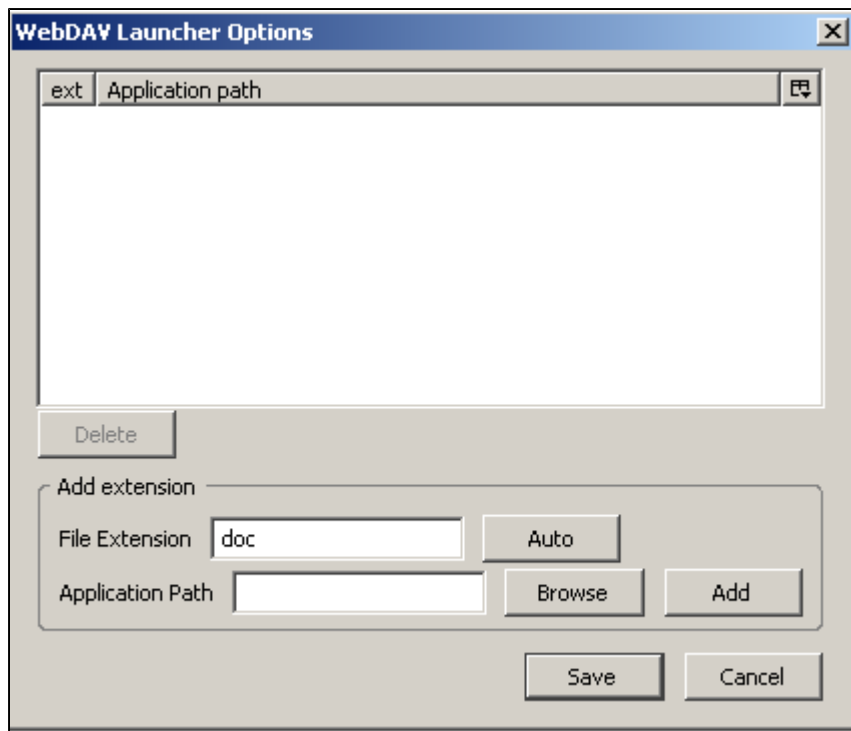 WebDAV Launcher Options
ext Application path
Delete
Add extension
File Extension doc Auto
Application Path Browse Add
Save Cancel